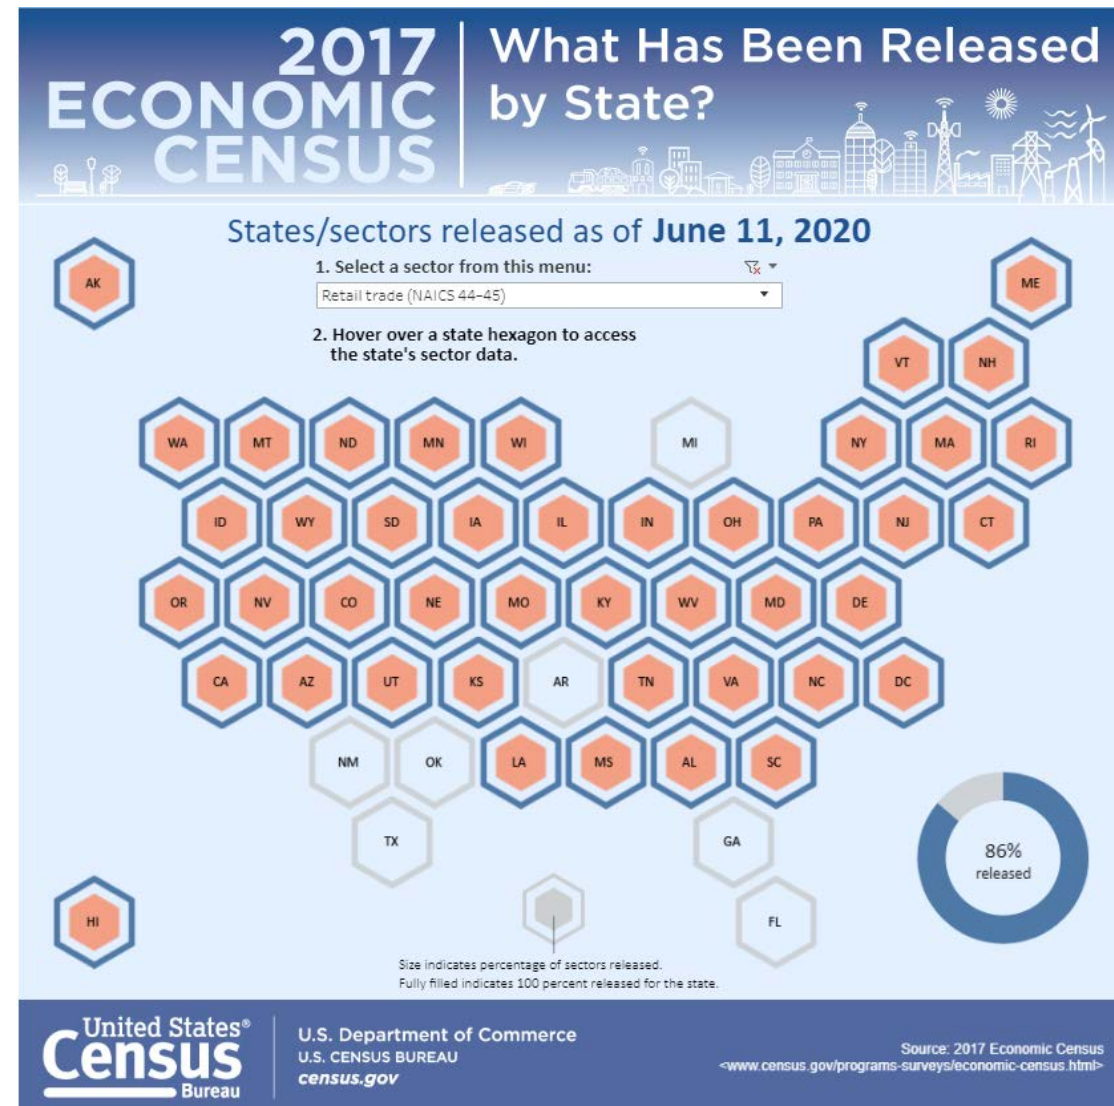 2017
ECONOMIC
CENSUS
What Has Been Released
by State?
States/sectors released as of June 11, 2020
1. Select a sector from this menu:
Retail trade (NAICS 44–45)
2. Hover over a state hexagon to access
the state's sector data.
AK
ME
VT NH
WA MT ND MN WI MI NY MA RI
ID WY SD IA IL IN OH PA NJ CT
OR NV CO NE MO KY WV MD DE
CA AZ UT KS AR TN VA NC DC
NM OK LA MS AL SC
TX GA
HI FL
86%
released
Size indicates percentage of sectors released.
Fully filled indicates 100 percent released for the state.
United States®
Census
Bureau
U.S. Department of Commerce
U.S. CENSUS BUREAU
census.gov
Source: 2017 Economic Census
<www.census.gov/programs-surveys/economic-census.html>